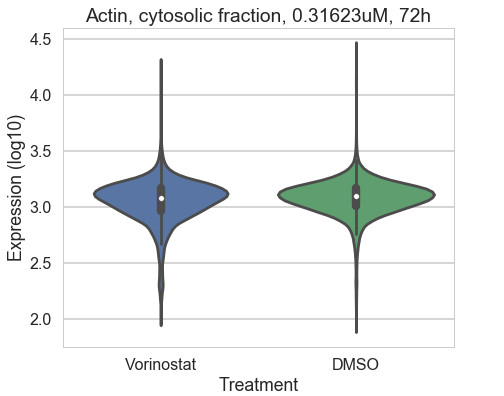 Actin, cytosolic fraction, 0.31623uM, 72h
Expression (log10)
4.5
4.0
3.5
3.0
2.5
2.0
Vorinostat
DMSO
Treatment